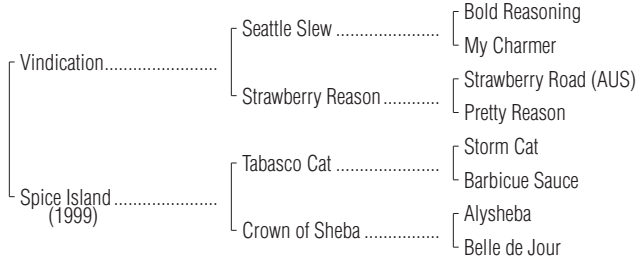 Bold Reasoning
Seattle Slew ....................
My Charmer
Vindication......................
Strawberry Road (AUS)
Strawberry Reason ...........
Pretty Reason
Storm Cat
Tabasco Cat ....................
Barbicue Sauce
Spice Island ....................
(1999)
Alysheba
Crown of Sheba ...............
Belle de Jour